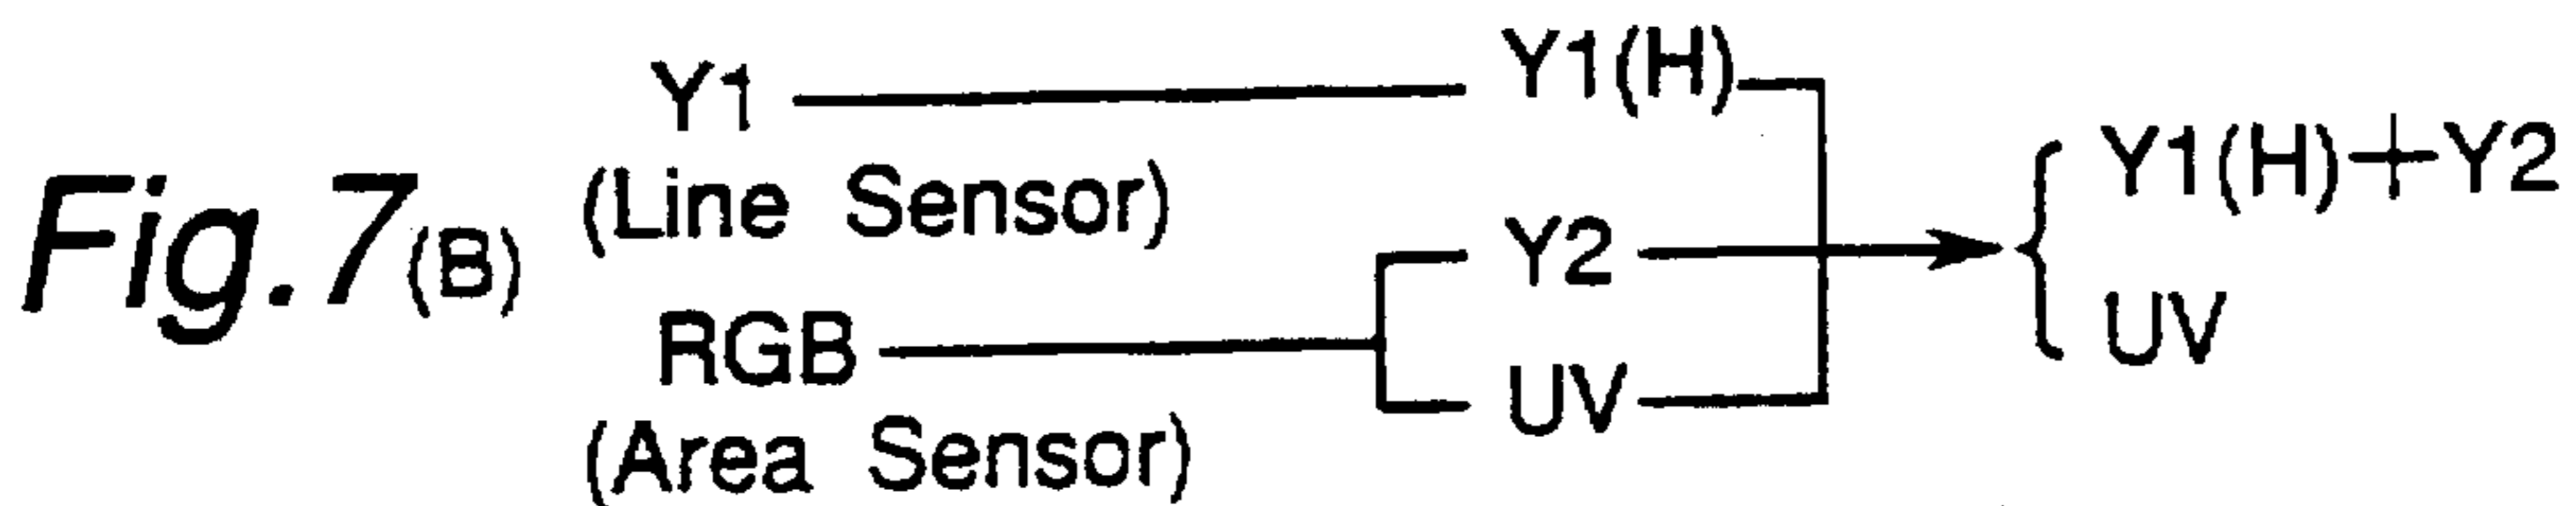 Fig.7(B)
Y1
(Line Sensor)
RGB
(Area Sensor)
Y1(H)
Y2
UV
Y1(H)+Y2
UV